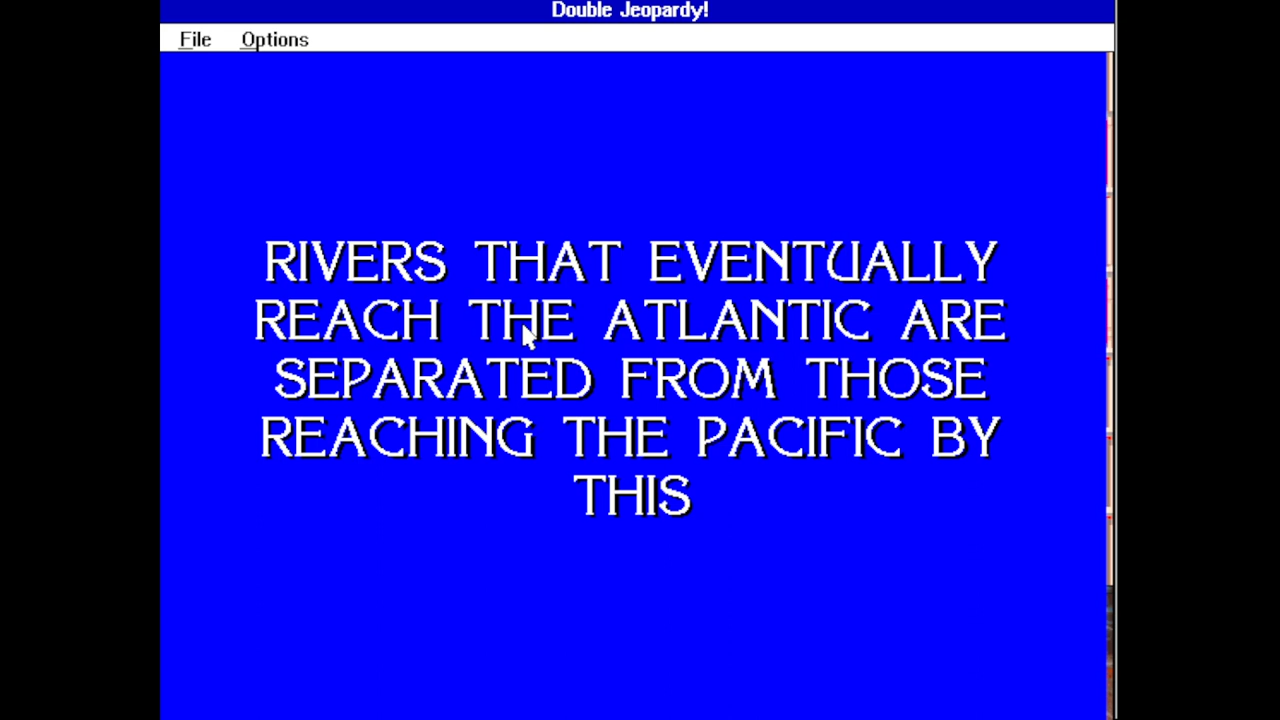 Double Jeopardy!
File Options
RIVERS THAT EVENTUALLY
REACH THE ATLANTIC ARE
SEPARATED FROM THOSE
REACHING THE PACIFIC BY
THIS